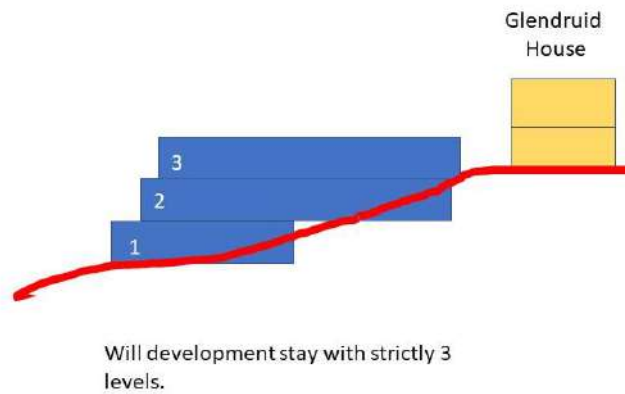 Glendruid
House
3
2
1
Will development stay with strictly 3
levels.